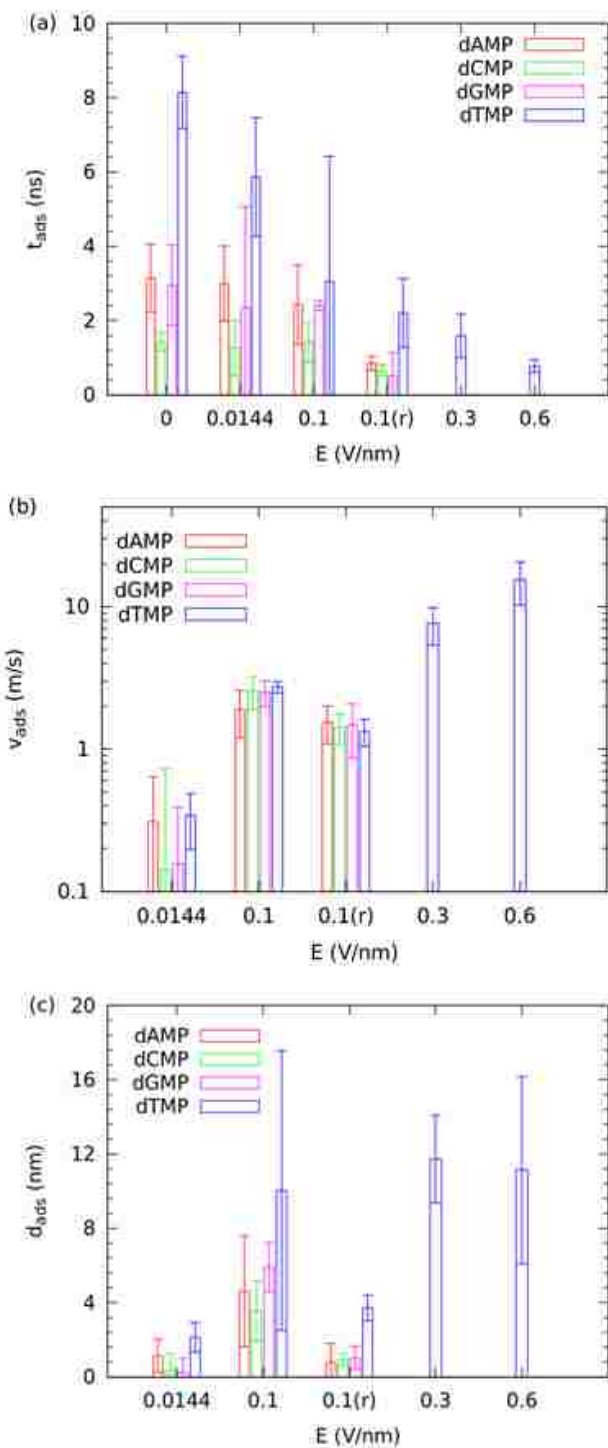 (a)
10
8
6
4
2
0
t_ads (ns)
dAMP
dCMP
dGMP
dTMP
0 0.0144 0.1 0.1(r) 0.3 0.6
E (V/nm)
(b)
10
1
0.1
v_ads (m/s)
dAMP
dCMP
dGMP
dTMP
0.0144 0.1 0.1(r) 0.3 0.6
E (V/nm)
(c)
20
16
12
8
4
0
d_ads (nm)
dAMP
dCMP
dGMP
dTMP
0.0144 0.1 0.1(r) 0.3 0.6
E (V/nm)